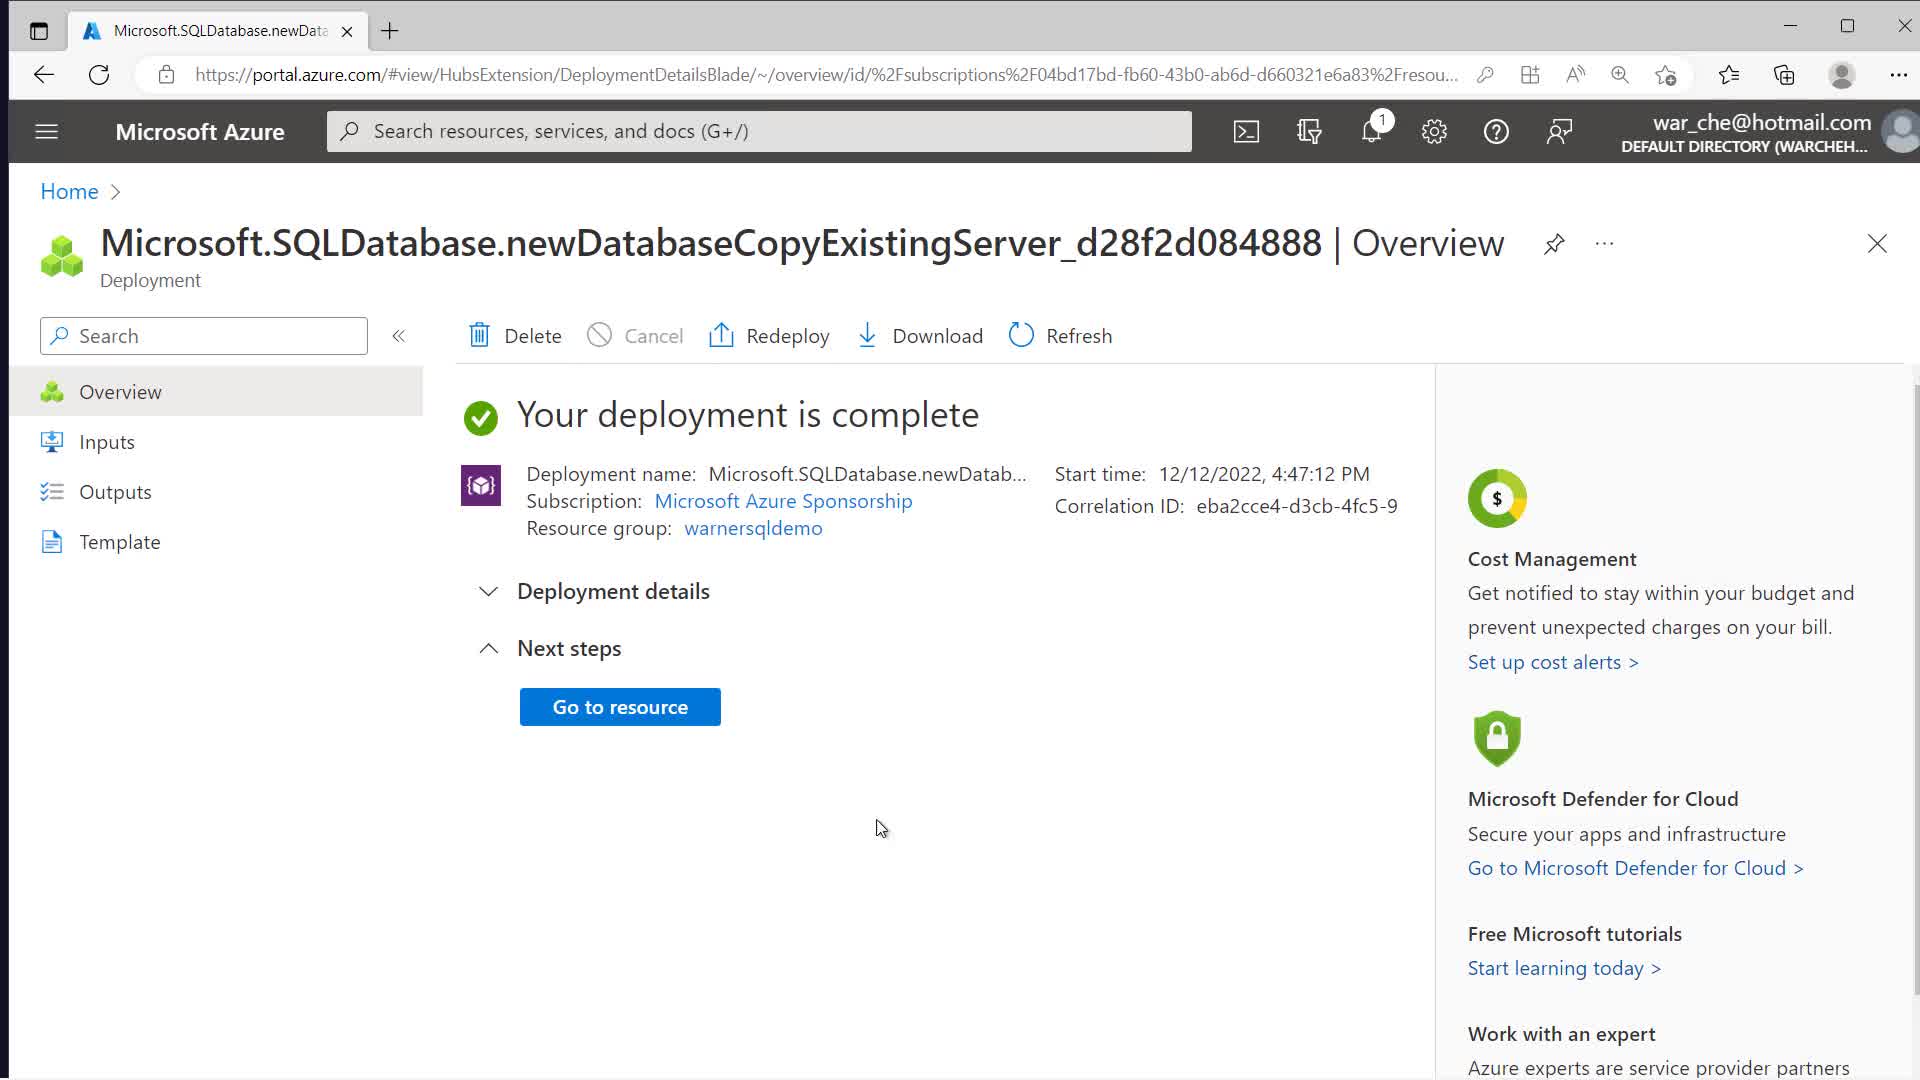 Microsoft.SQLDatabase.newData
https://portal.azure.com/#view/HubsExtension/DeploymentDetailsBlade/~/overview/id/%2Fsubscriptions%2F04bd17bd-fb60-43b0-ab6d-d660321e6a83%2Fresou...
Microsoft Azure
Search resources, services, and docs (G+/)
1
war_che@hotmail.com
DEFAULT DIRECTORY (WARCHEH...
Home >
Microsoft.SQLDatabase.newDatabaseCopyExistingServer_d28f2d084888 | Overview
...
Deployment
Search
«
Delete
Cancel
Redeploy
Download
Refresh
Overview
Inputs
Outputs
Template
Your deployment is complete
Deployment name: Microsoft.SQLDatabase.newDatab...
Subscription: Microsoft Azure Sponsorship
Resource group: warnersqldemo
Start time: 12/12/2022, 4:47:12 PM
Correlation ID: eba2cce4-d3cb-4fc5-9
Deployment details
Next steps
Go to resource
$
Cost Management
Get notified to stay within your budget and
prevent unexpected charges on your bill.
Set up cost alerts >
Microsoft Defender for Cloud
Secure your apps and infrastructure
Go to Microsoft Defender for Cloud >
Free Microsoft tutorials
Start learning today >
Work with an expert
Azure experts are service provider partners